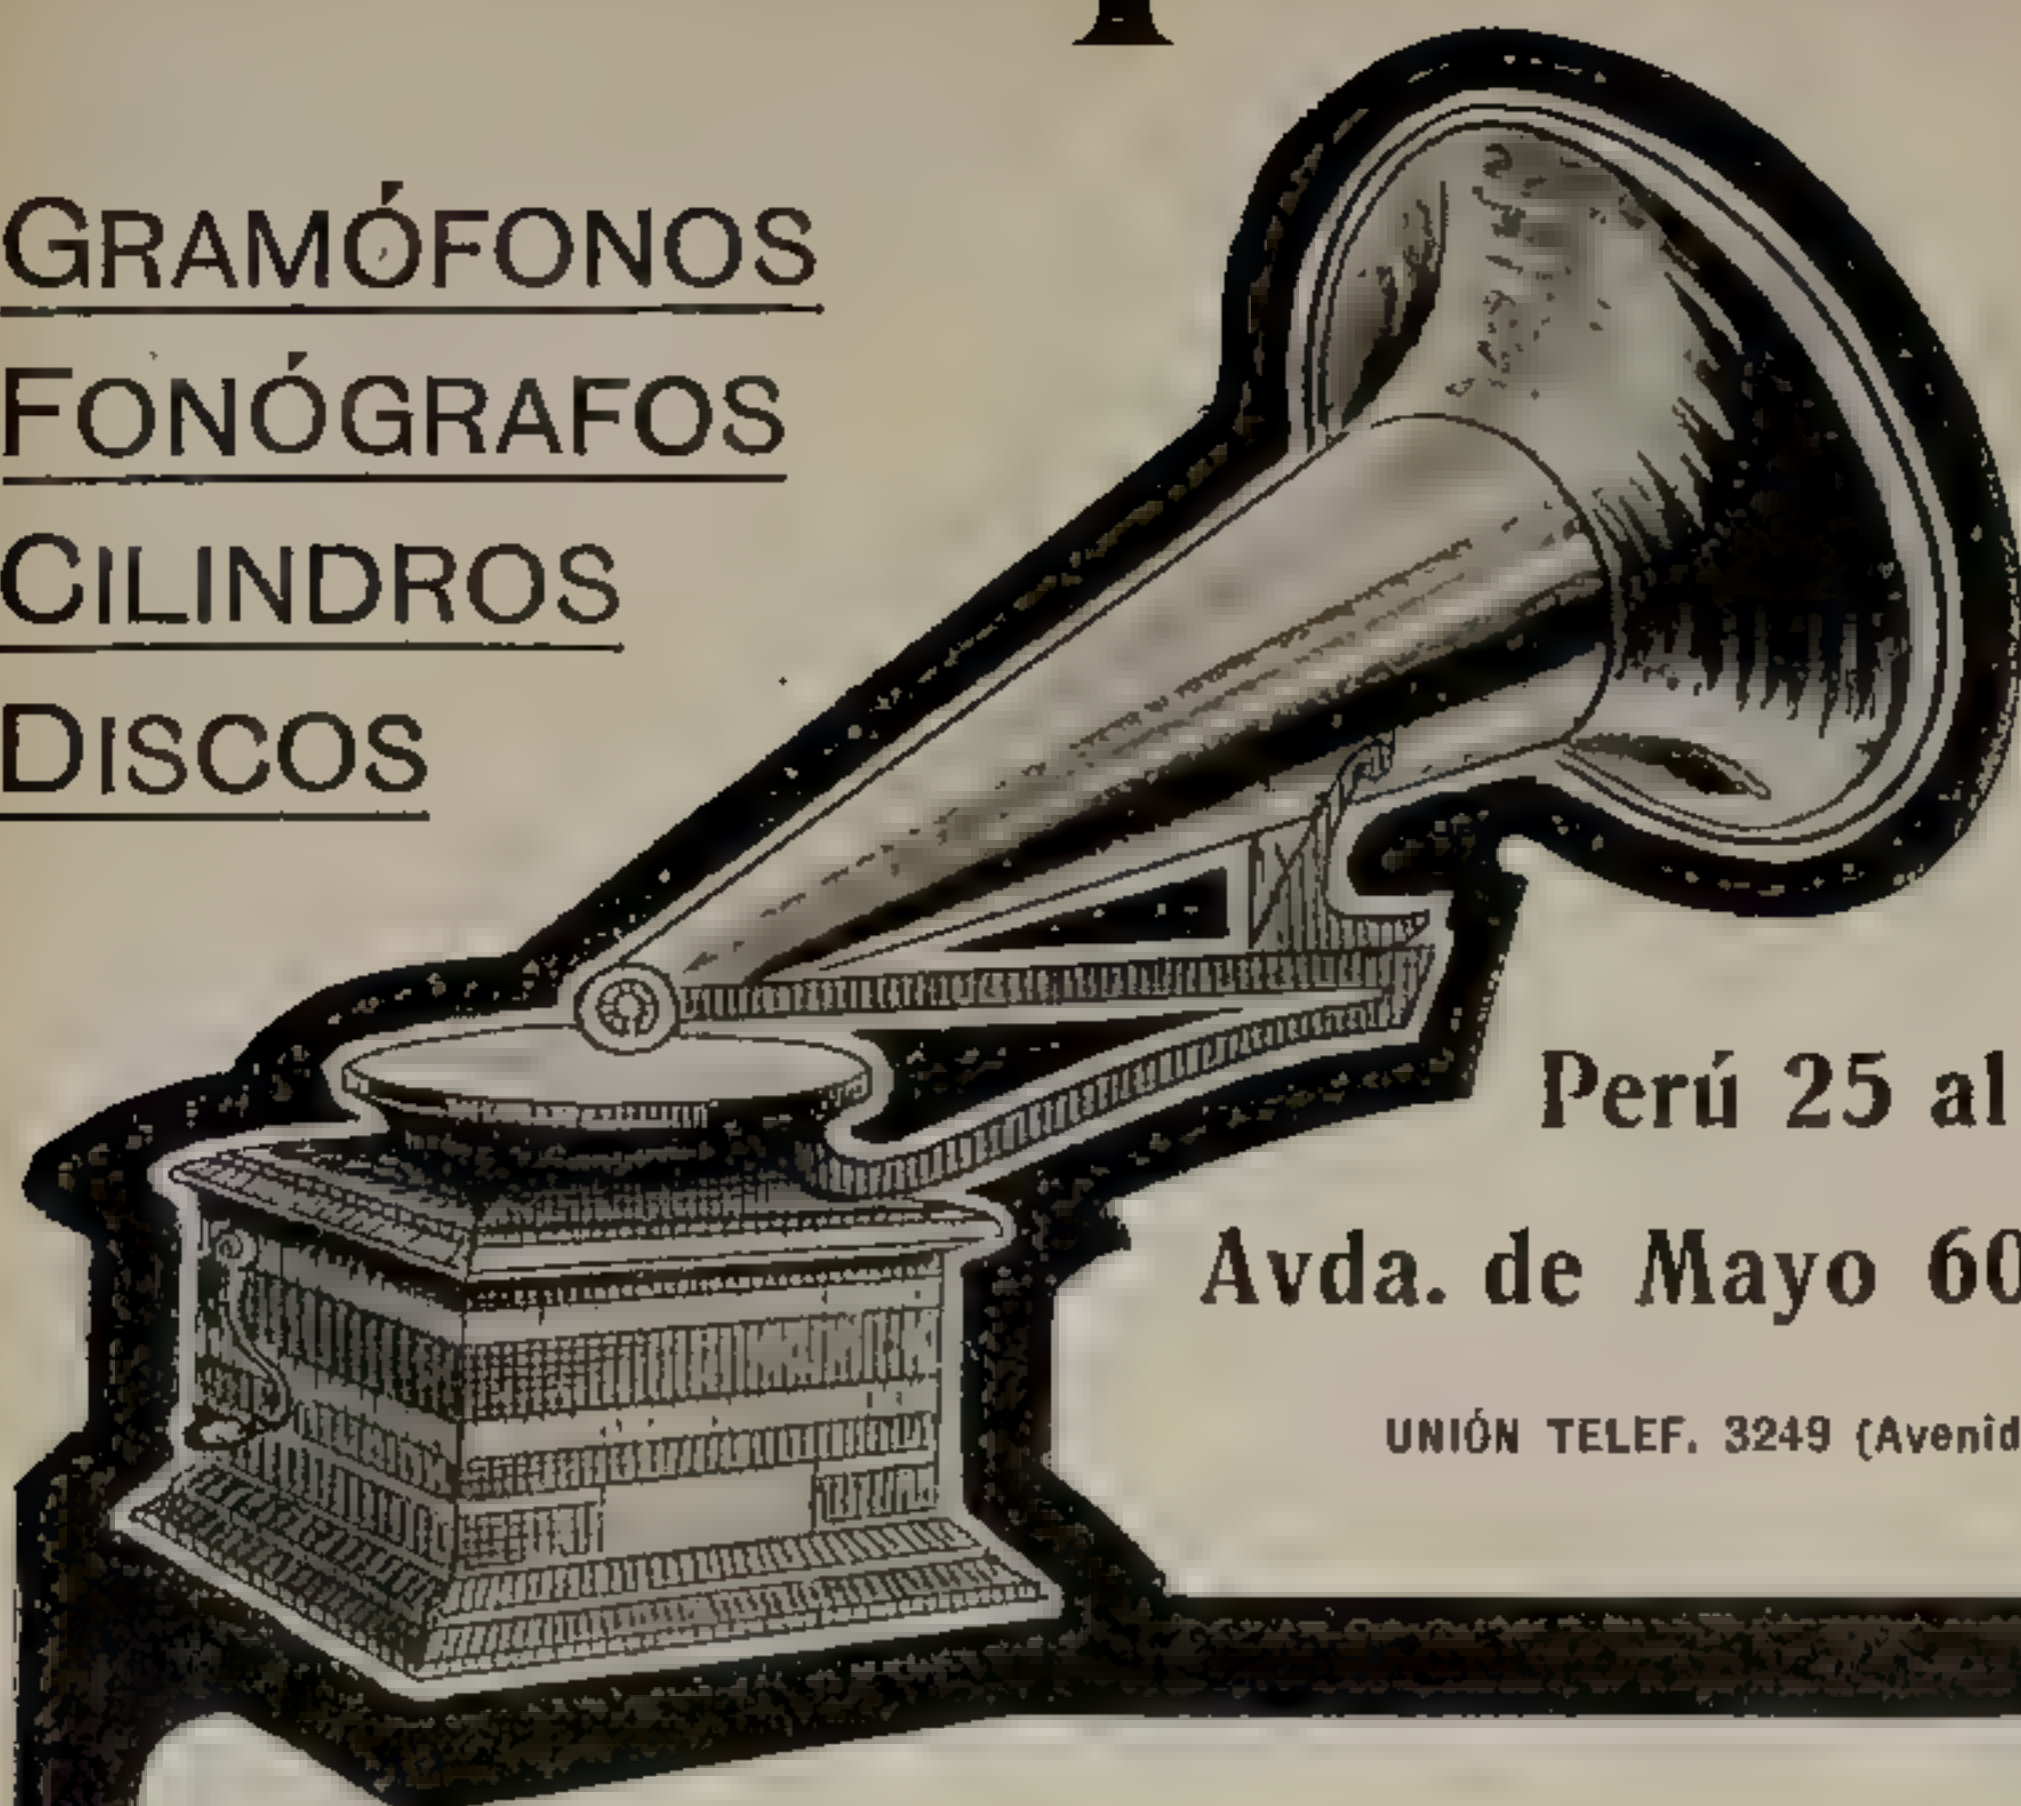 GRAMÓFONOS
FONÓGRAFOS
CILINDROS
DISCOS
Perú 25 al
Avda. de Mayo 60
UNIÓN TELEF. 3249 (Avenid